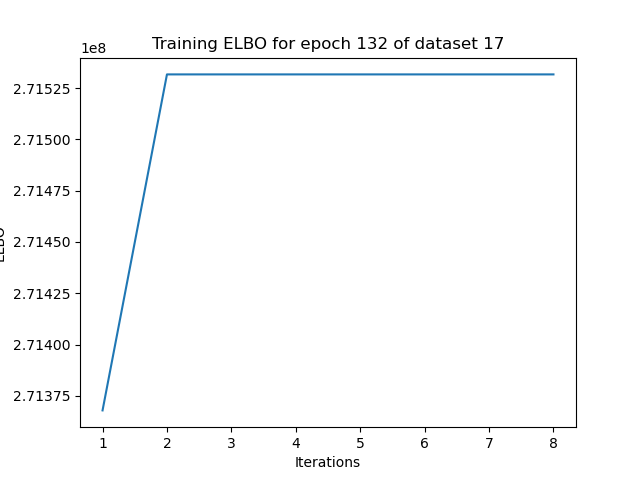 Training ELBO for epoch 132 of dataset 17
1e8
2.71525
2.71500
2.71475
2.71450
2.71425
2.71400
2.71375
ELBO
1 2 3 4 5 6 7 8
Iterations